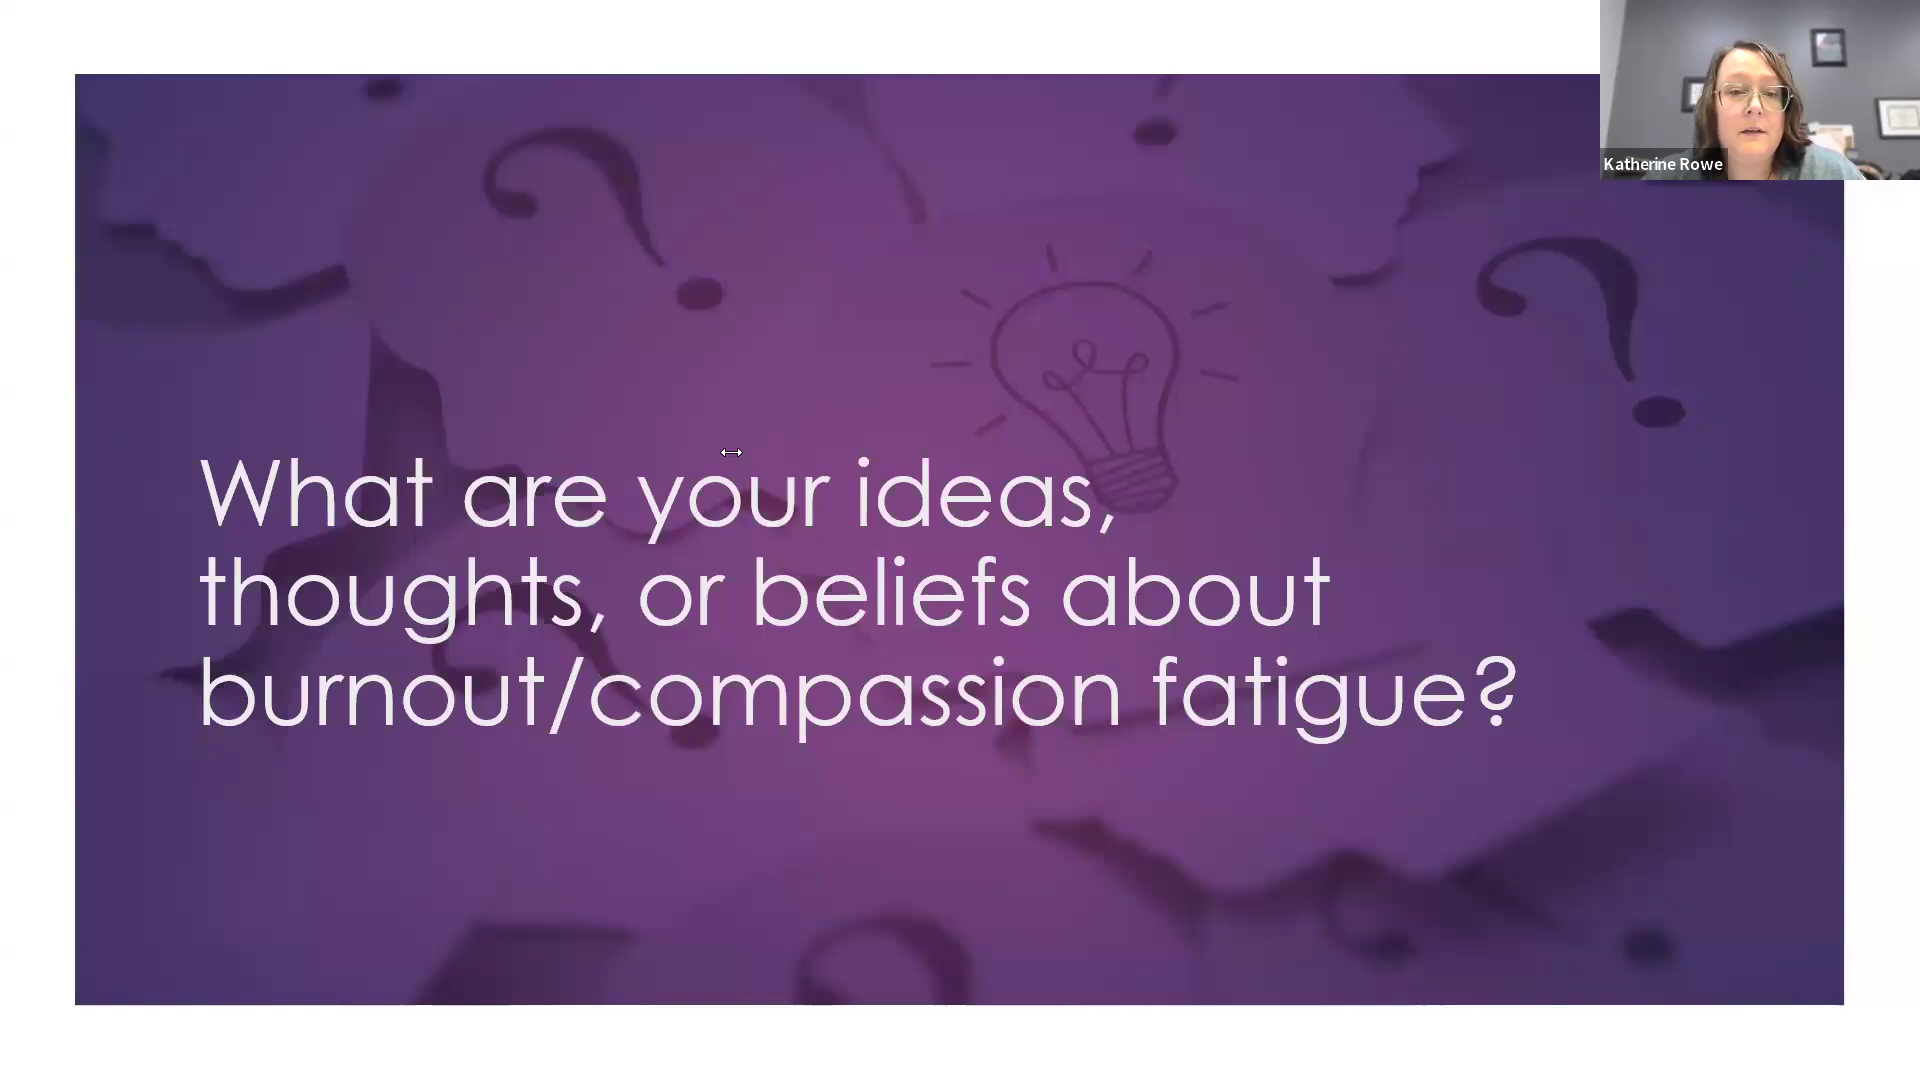 Katherine Rowe
What are your ideas,
thoughts, or beliefs about
burnout/compassion fatigue?